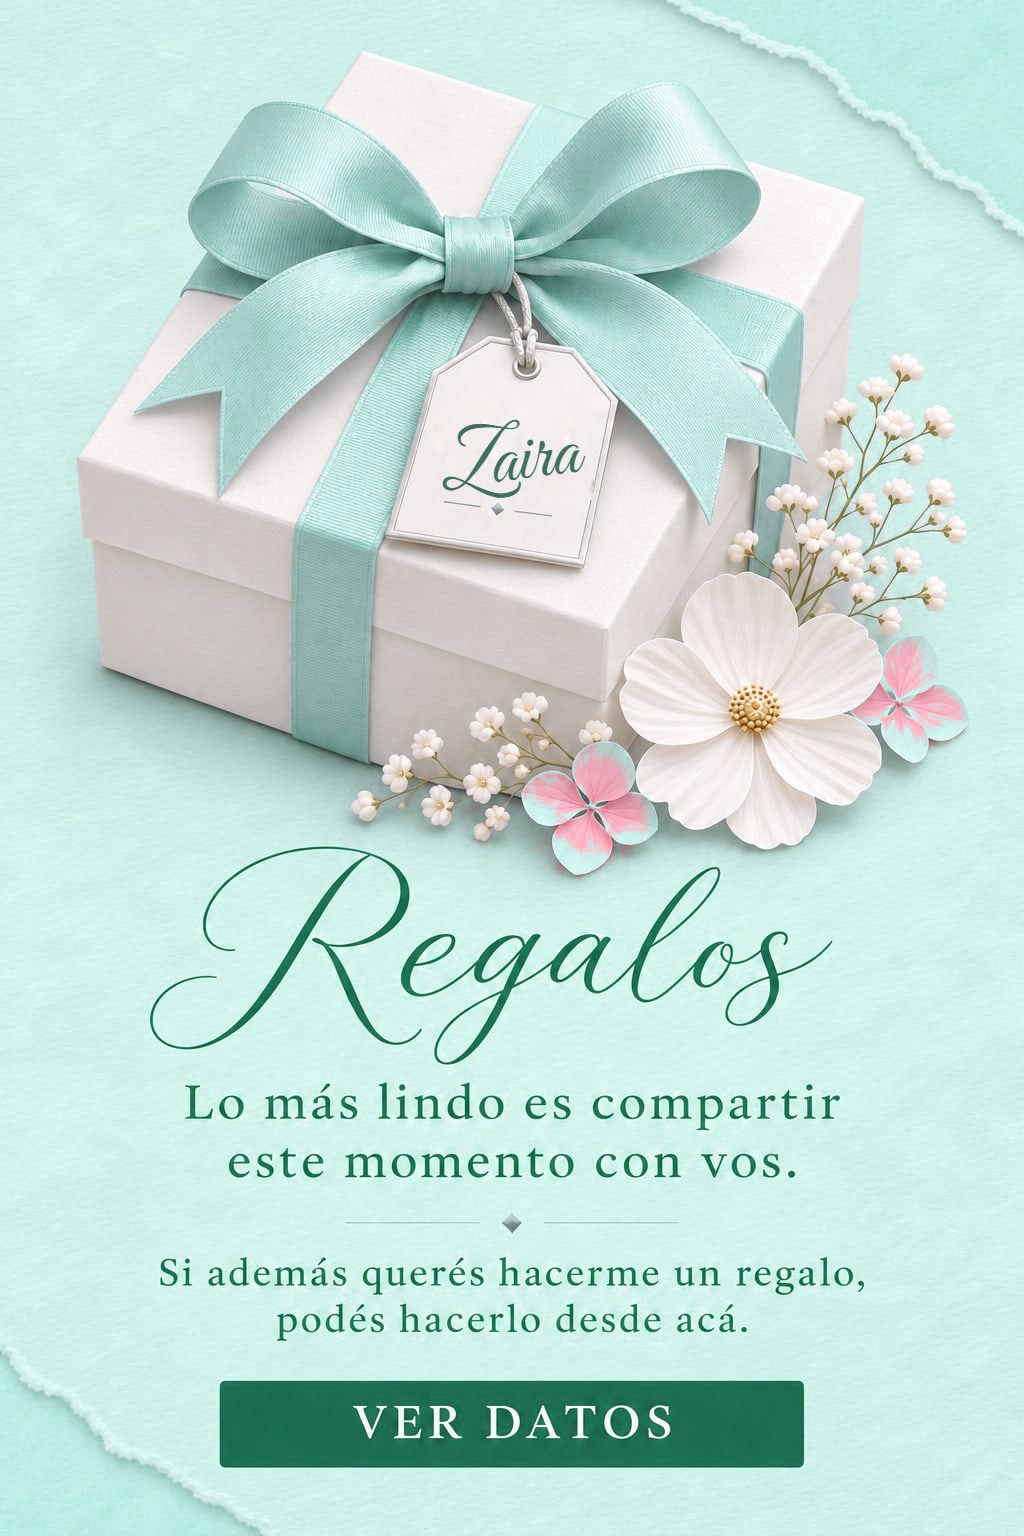 Zaira
Regalos
Lo más lindo es compartir
este momento con vos.
Si además querés hacerme un regalo,
podés hacerlo desde acá.
VER DATOS